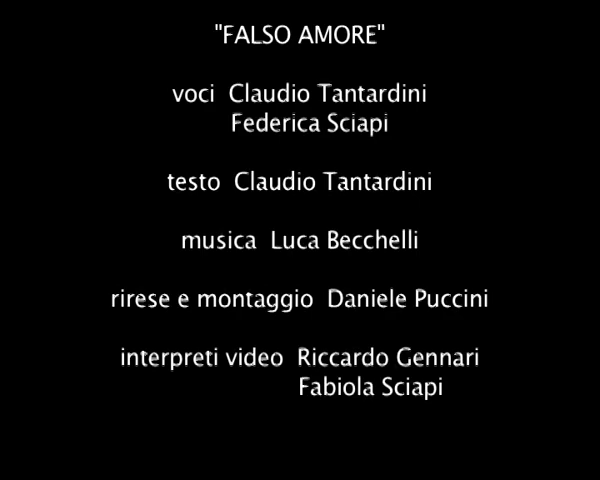 "FALSO AMORE"
voci Claudio Tantardini
Federica Sciapi
testo Claudio Tantardini
musica Luca Becchelli
rirese e montaggio Daniele Puccini
interpreti video Riccardo Gennari
Fabiola Sciapi